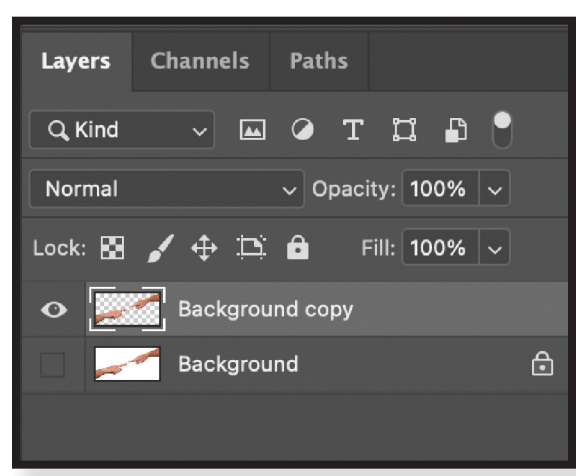 Layers Channels Paths
Kind T
Normal Opacity: 100%
Lock: Fill: 100%
Background copy
Background